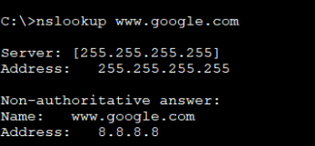 C:\>nslookup www.google.com
Server: [255.255.255.255]
Address:   255.255.255.255
Non-authoritative answer:
Name:   www.google.com
Address:   8.8.8.8